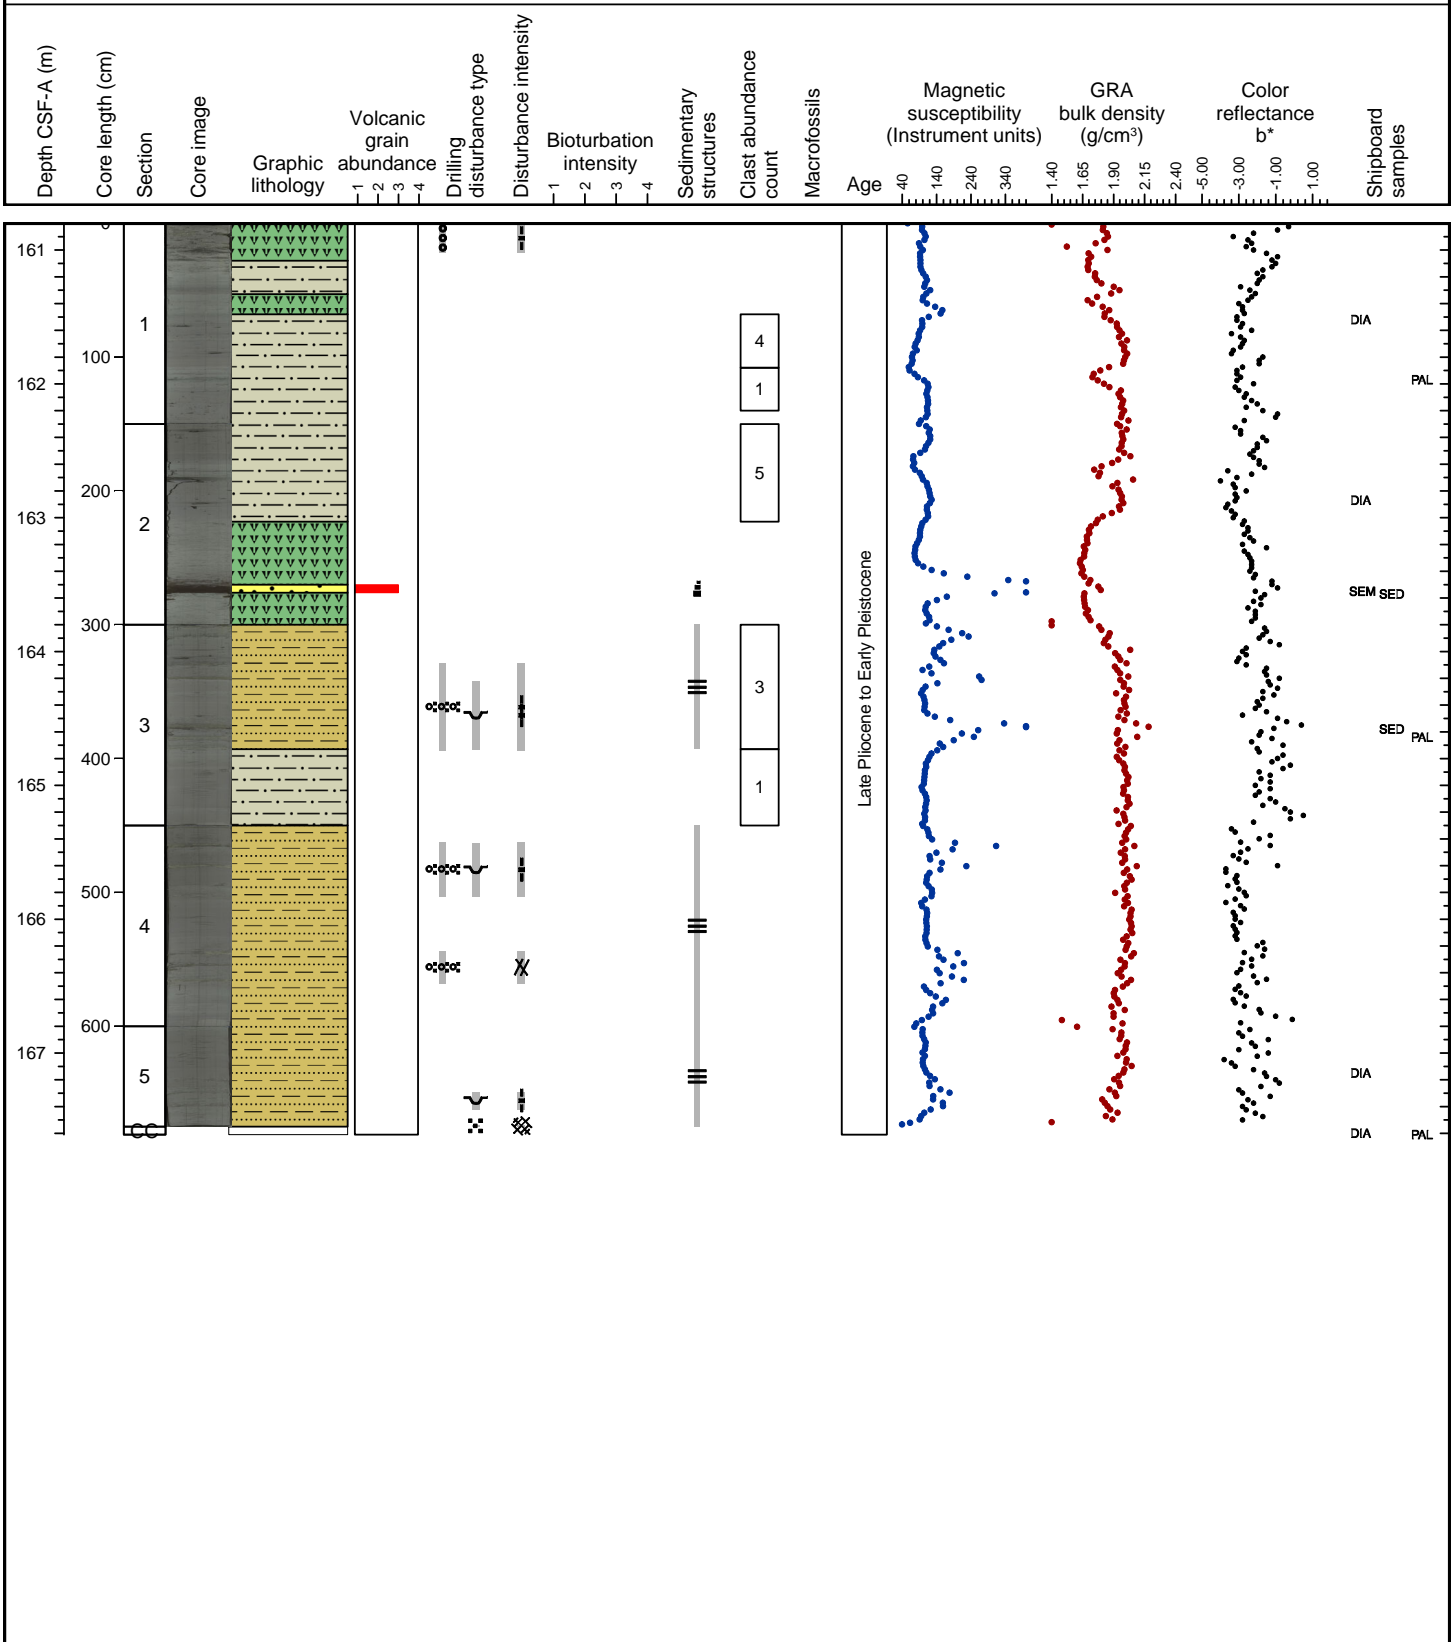 Depth CSF-A (m)
Core length (cm)
Section
Core image
Graphic
lithology
Volcanic
grain
abundance
1 2 3 4
Drilling
disturbance type
Disturbance intensity
Bioturbation
intensity
1 2 3 4
Sedimentary
structures
Clast abundance
count
Macrofossils
Age
Magnetic
susceptibility
(Instrument units)
40 140 240 340
GRA
bulk density
(g/cm³)
1.40 1.65 1.90 2.15 2.40
Color
reflectance
b*
-5.00 -3.00 -1.00 1.00
Shipboard
samples
161
162
163
164
165
166
167
0
100
200
300
400
500
600
1
2
3
4
5
CC
4
1
5
3
1
Late Pliocene to Early Pleistocene
DIA
PAL
DIA
SEM SED
SED PAL
DIA
DIA PAL